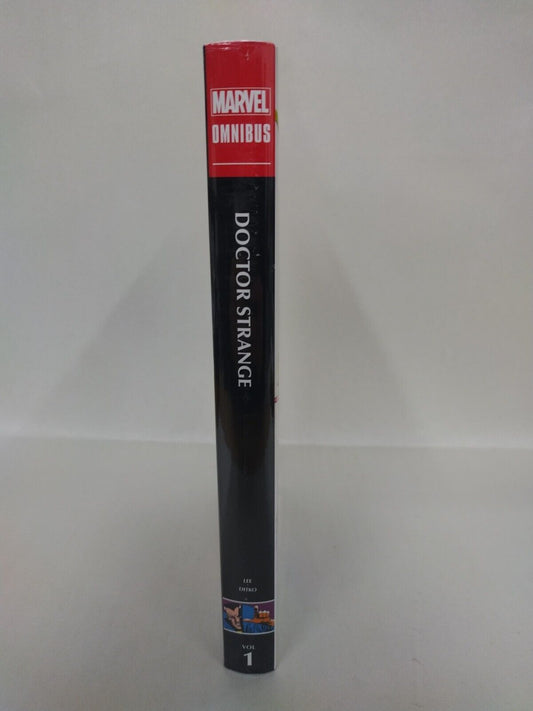 MARVEL
OMNIBUS
DOCTOR STRANGE
LEE
DITKO
VOL
1